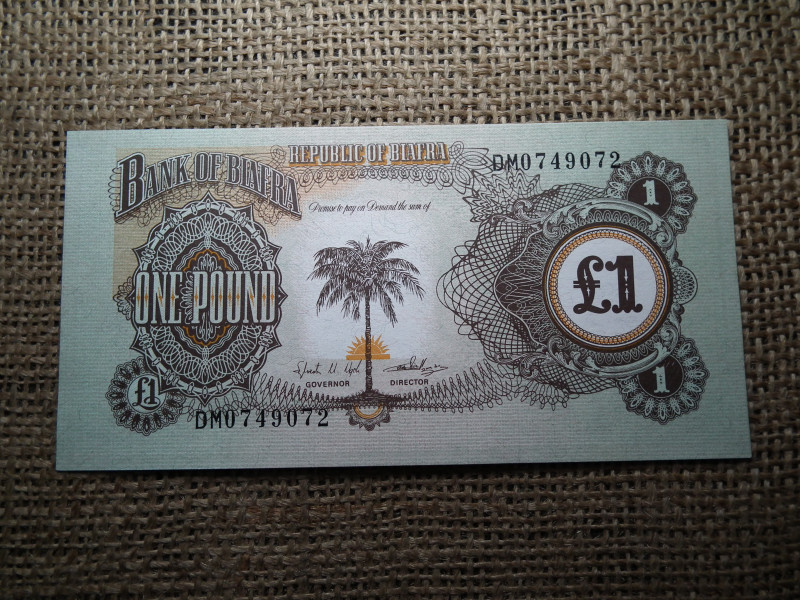 BANK OF BIAFRA
REPUBLIC OF BIAFRA
DM0749072
1
Promise to pay on Demand the sum of
ONE POUND
£1
GOVERNOR
DIRECTOR
£1
1
DM0749072